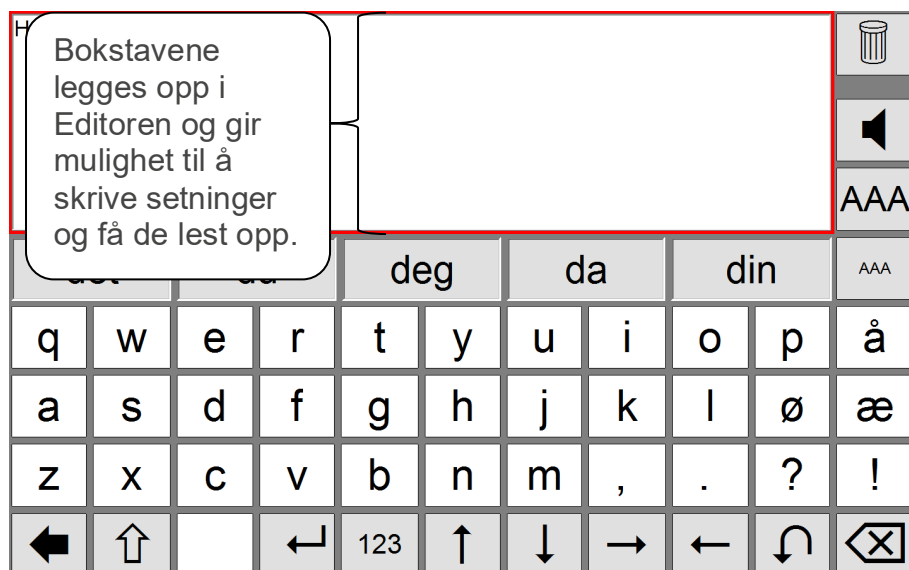 H
Bokstavene
legges opp i
Editoren og gir
mulighet til å
skrive setninger
og få de lest opp.
AAA
deg da din AAA
q w e r t y u i o p å
a s d f g h j k l ø æ
z x c v b n m , . ? !
123